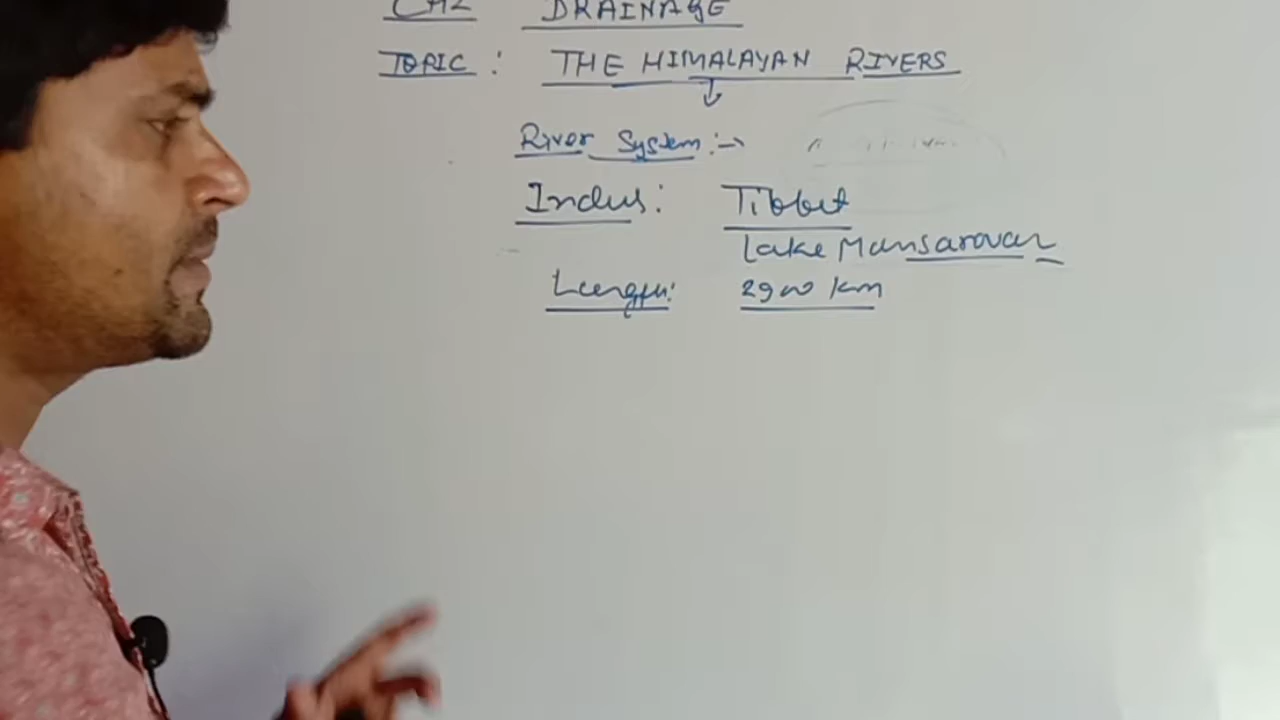 DRAINAGE
TOPIC : THE HIMALAYAN RIVERS
River System :→
Indus : Tibbet
Lake Mansarovar
Length: 2900 km